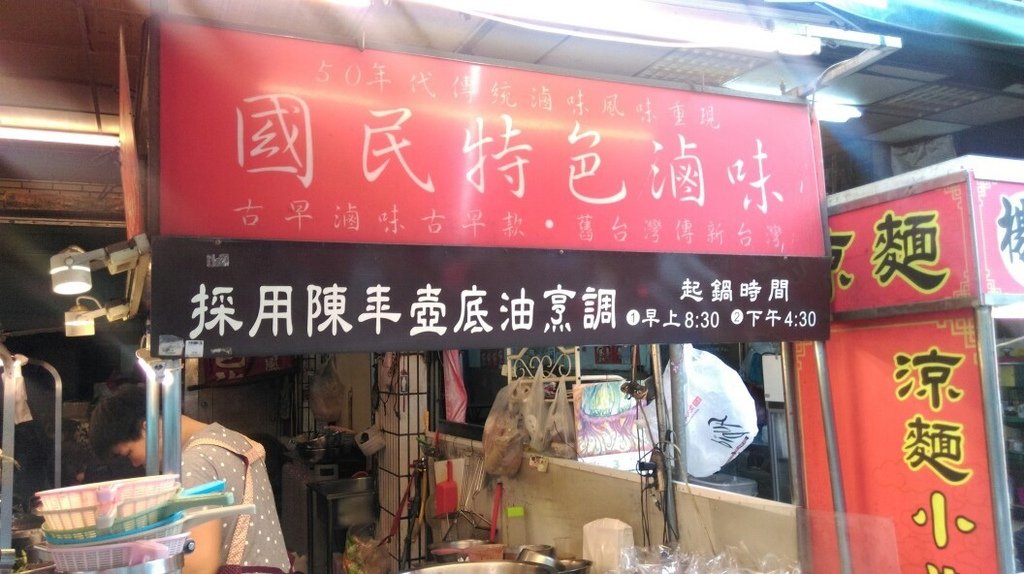 50年代傳統滷味風味重現
國民特色滷味
古早滷味古早款・舊台灣傳新台灣
採用陳年壺底油烹調
起鍋時間
❶早上8:30 ❷下午4:30
涼麵
涼麵小